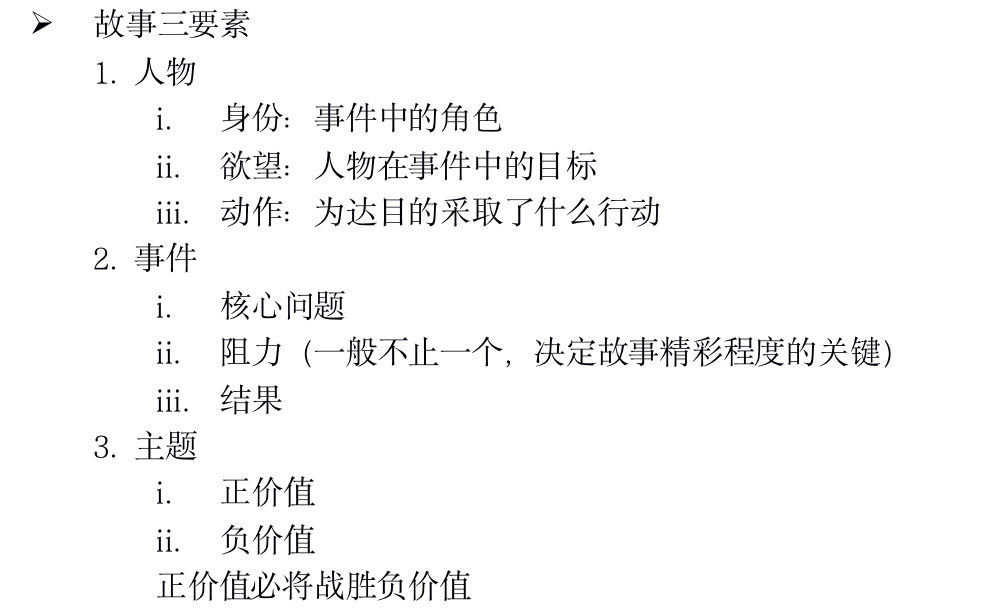 ➢ 故事三要素
1. 人物
i. 身份：事件中的角色
ii. 欲望：人物在事件中的目标
iii. 动作：为达目的采取了什么行动
2. 事件
i. 核心问题
ii. 阻力（一般不止一个，决定故事精彩程度的关键）
iii. 结果
3. 主题
i. 正价值
ii. 负价值
正价值必将战胜负价值